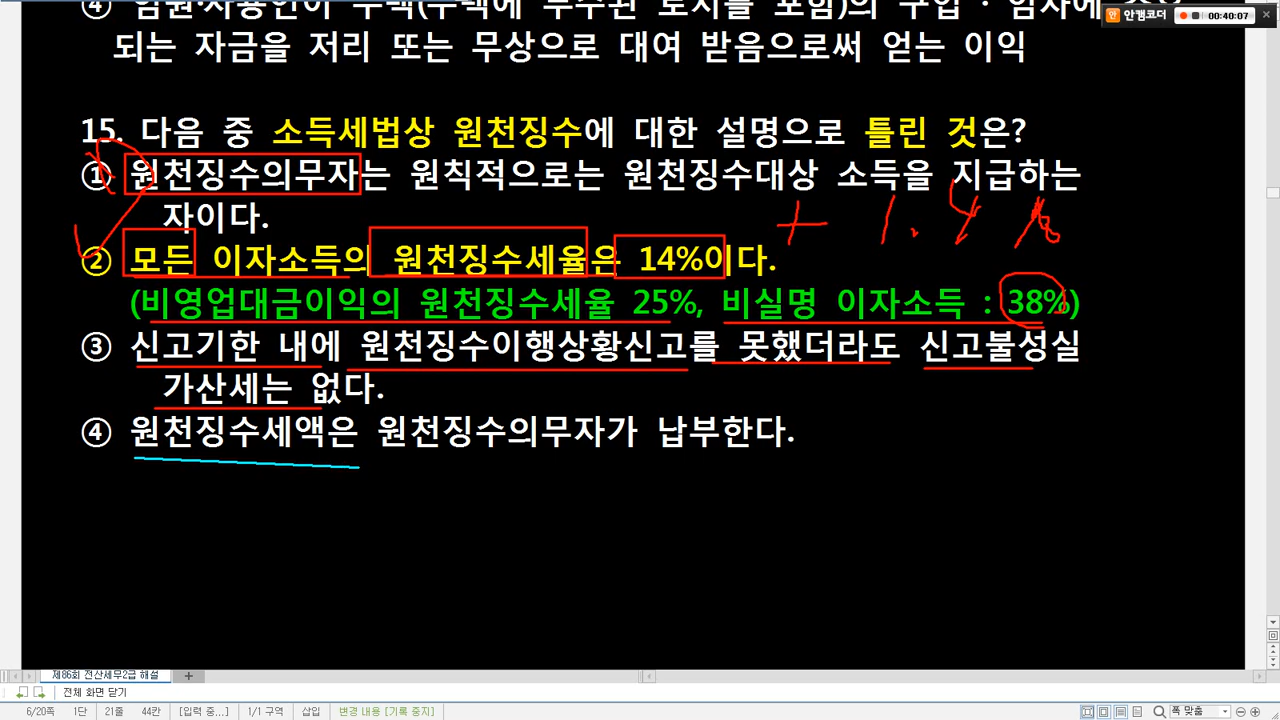 되는 자금을 저리 또는 무상으로 대여 받음으로써 얻는 이익
15. 다음 중 소득세법상 원천징수에 대한 설명으로 틀린 것은?
① 원천징수의무자는 원칙적으로는 원천징수대상 소득을 지급하는
자이다.
+ 1.4%
② 모든 이자소득의 원천징수세율은 14%이다.
(비영업대금이익의 원천징수세율 25%, 비실명 이자소득 : 38%)
③ 신고기한 내에 원천징수이행상황신고를 못했더라도 신고불성실
가산세는 없다.
④ 원천징수세액은 원천징수의무자가 납부한다.
안캠코더 00:40:07
제86회 전산세무2급 해설
전체 화면 닫기
6/20쪽 1단 21줄 44칸 [입력 중...] 1/1 구역 삽입 변경 내용 [기록 중지] 폭 맞춤